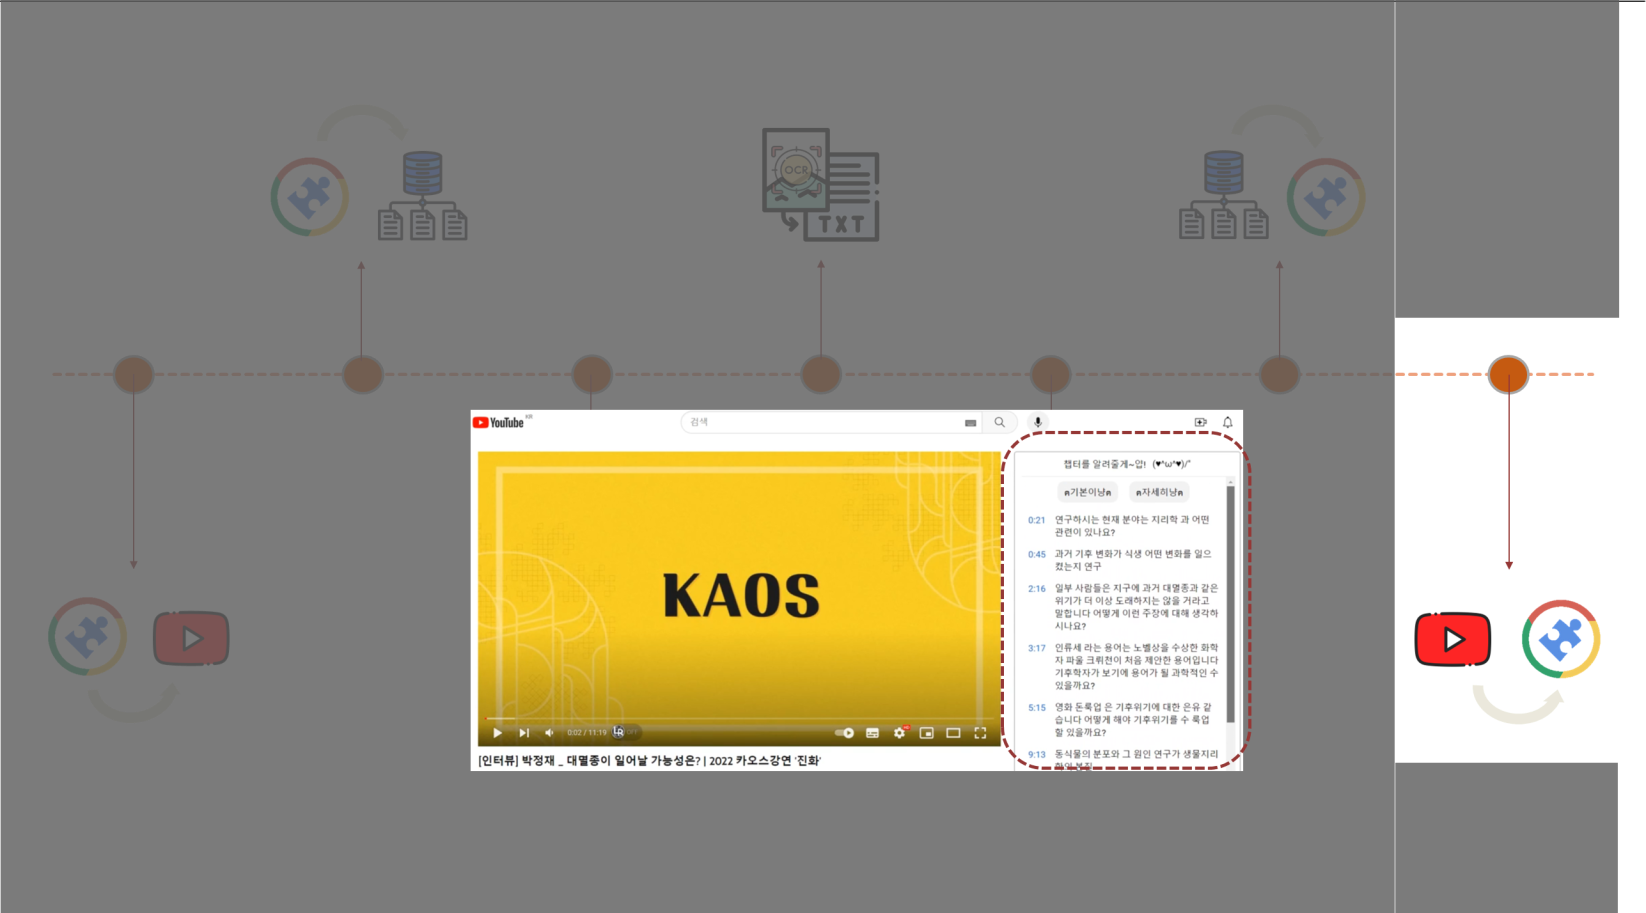 OCR
TXT
YouTube KR
검색
챕터를 알려줄게~얍! (♥*ω*♥)/"
ฅ기본이냥ฅ
ฅ자세히냥ฅ
0:21 연구하시는 현재 분야는 지리학 과 어떤
관련이 있나요?
0:45 과거 기후 변화가 식생 어떤 변화를 일으
켰는지 연구
2:16 일부 사람들은 지구에 과거 대멸종과 같은
위기가 더 이상 도래하지는 않을 거라고
말합니다 어떻게 이런 주장에 대해 생각하
시나요?
3:17 인류세 라는 용어는 노벨상을 수상한 화학
자 파울 크뤼천이 처음 제안한 용어입니다
기후학자가 보기에 용어가 될 과학적인 수
있을까요?
5:15 영화 돈룩업 은 기후위기에 대한 은유 같
습니다 어떻게 해야 기후위기를 수 룩업
할 있을까요?
9:13 동식물의 분포와 그 원인 연구가 생물지리
KAOS
0:02 / 11:19
[인터뷰] 박정재 _ 대멸종이 일어날 가능성은? | 2022 카오스강연 '진화'